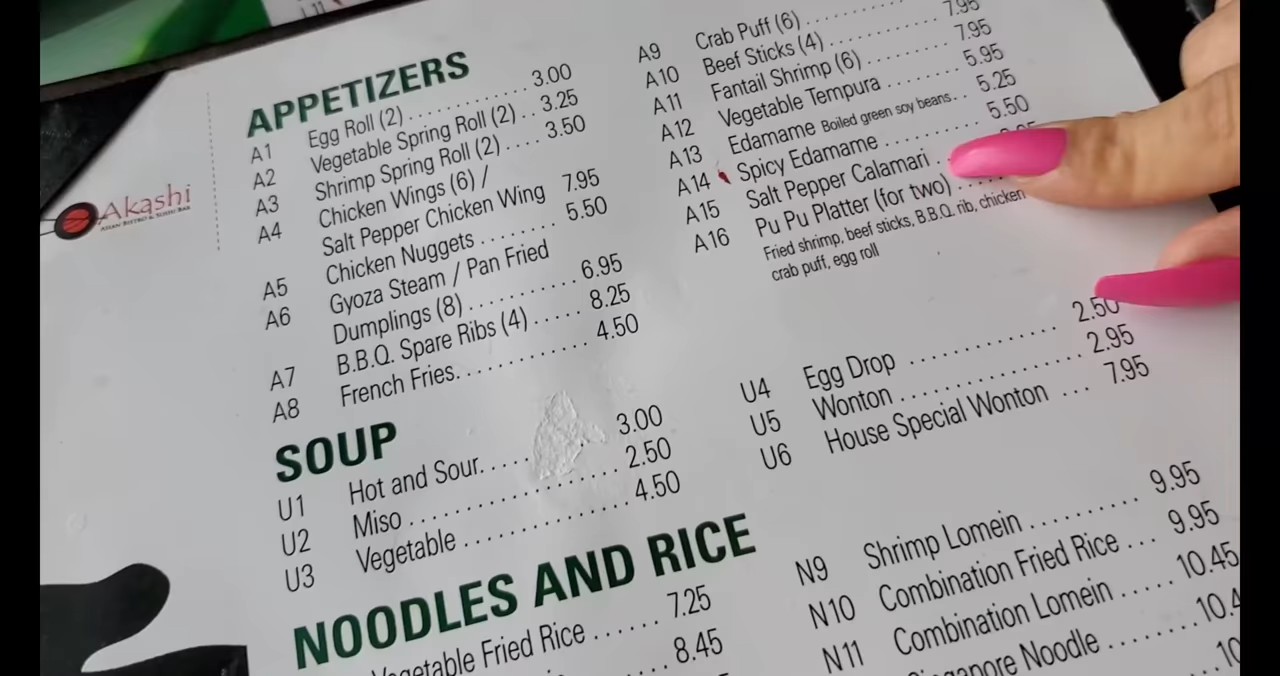 Akashi
ASIAN BISTRO & SUSHI BAR
APPETIZERS
A1 Egg Roll (2) .......... 3.00
A2 Vegetable Spring Roll (2) .. 3.25
A3 Shrimp Spring Roll (2) .... 3.50
A4 Chicken Wings (6) /
Salt Pepper Chicken Wing 7.95
A5 Chicken Nuggets ........ 5.50
A6 Gyoza Steam / Pan Fried
Dumplings (8) .......... 6.95
A7 B.B.Q. Spare Ribs (4) ..... 8.25
A8 French Fries............ 4.50
A9 Crab Puff (6) ..........
A10 Beef Sticks (4) ......... 7.95
A11 Fantail Shrimp (6) ....... 7.95
A12 Vegetable Tempura ....... 5.95
A13 Edamame Boiled green soy beans.. 5.25
A14 Spicy Edamame ......... 5.50
A15 Salt Pepper Calamari ..
A16 Pu Pu Platter (for two) .....
Fried shrimp, beef sticks, B.B.Q. rib, chicken
crab puff, egg roll
SOUP
U1 Hot and Sour..... 3.00
U2 Miso ................. 2.50
U3 Vegetable .............. 4.50
U4 Egg Drop ............ 2.50
U5 Wonton .............. 2.95
U6 House Special Wonton ... 7.95
NOODLES AND RICE
Vegetable Fried Rice ...... 7.25
8.45
N9 Shrimp Lomein .......... 9.95
N10 Combination Fried Rice ... 9.95
N11 Combination Lomein ..... 10.45
Noodle ........ 10.4